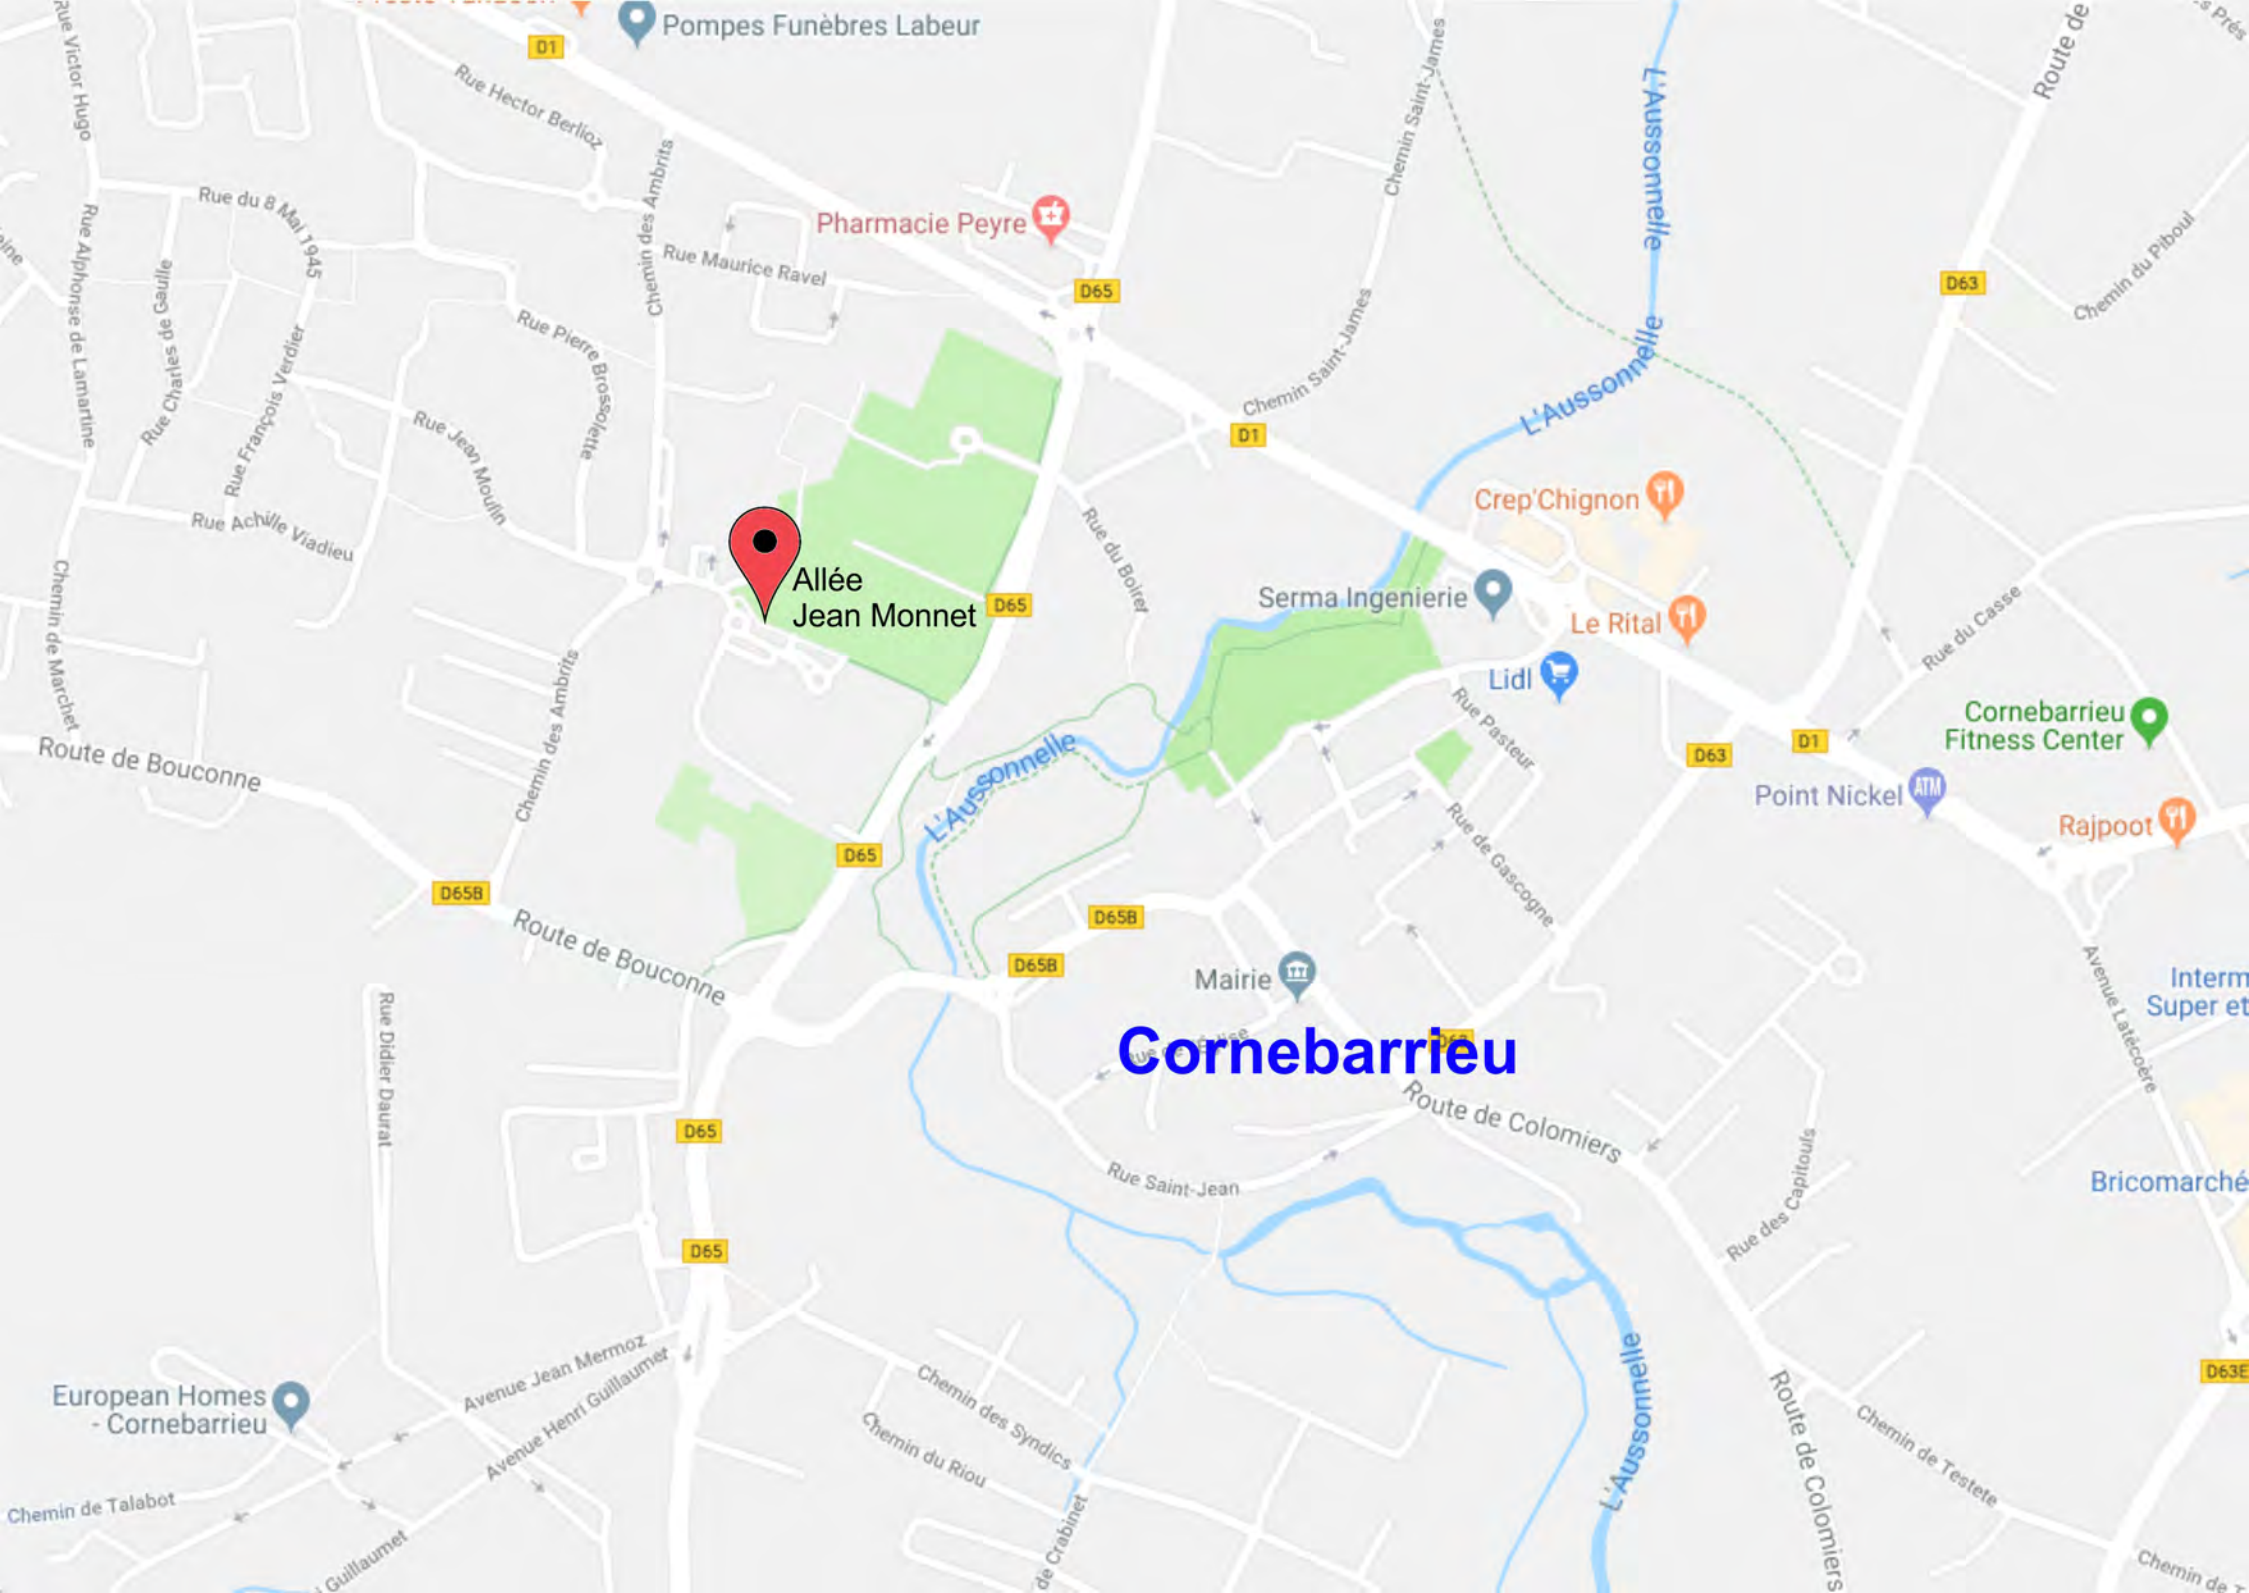 Pompes Funèbres Labeur
D1
Rue Victor Hugo
Rue Hector Berlioz
Route de
L'Aussonnelle
Chemin Saint-James
Chemin des Ambrits
Rue du 8 Mai 1945
Pharmacie Peyre
Rue Maurice Ravel
Rue Alphonse de Lamartine
Rue Charles de Gaulle
D65
D63
Chemin du Piboul
Chemin des Ambrits
Rue Pierre Brossolette
Rue François Verdier
Chemin Saint-James
L'Aussonnelle
Rue Jean Moulin
D1
Crep'Chignon
Rue Achille Viadieu
Rue du Boiret
Allée
Jean Monnet
D65
Serma Ingenierie
Le Rital
Rue du Casse
Chemin de Marchet
Lidl
Rue Pasteur
Cornebarrieu
Fitness Center
Route de Bouconne
Chemin des Ambrits
L'Aussonnelle
D63
D1
Point Nickel
ATM
Rajpoot
Rue de Gascogne
D65
D65B
D65B
Route de Bouconne
D65B
Mairie
Avenue Latécoère
Interm
Super et
Rue Didier Daurat
Cornebarrieu
Route de Colomiers
D65
Rue Saint-Jean
Rue des Capitouls
Bricomarché
D65
L'Aussonnelle
Avenue Jean Mermoz
Avenue Henri Guillaumet
Chemin des Syndics
Chemin du Riou
D63E
European Homes
- Cornebarrieu
Route de Colomiers
Chemin de Testete
Chemin de Talabot
Guillaumet
de Crabinet
Chemin de